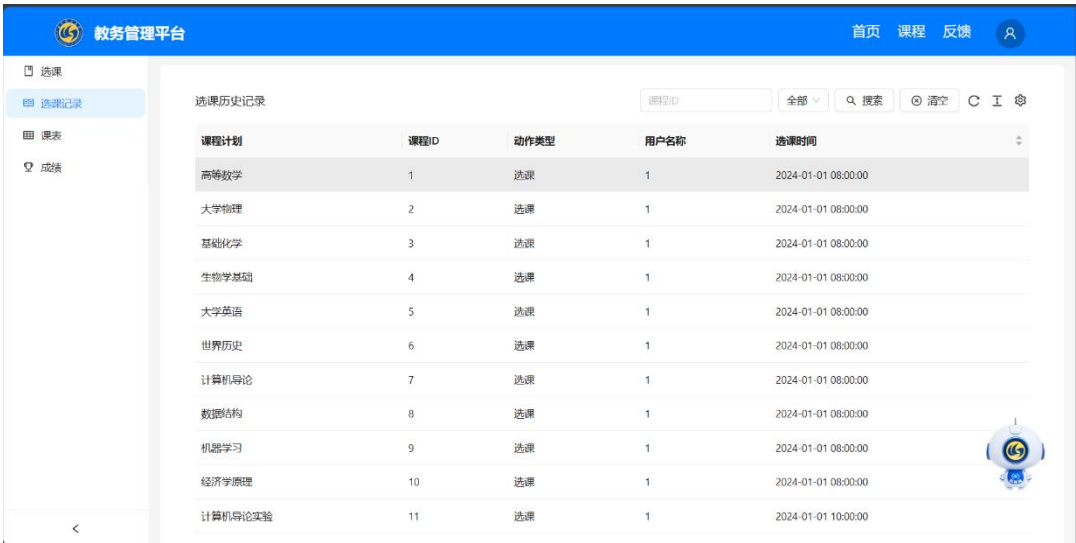 教务管理平台 首页 课程 反馈
选课
选课记录
课表
成绩
选课历史记录 课程ID 全部 搜索 清空
课程计划 课程ID 动作类型 用户名称 选课时间
高等数学 1 选课 1 2024-01-01 08:00:00
大学物理 2 选课 1 2024-01-01 08:00:00
基础化学 3 选课 1 2024-01-01 08:00:00
生物学基础 4 选课 1 2024-01-01 08:00:00
大学英语 5 选课 1 2024-01-01 08:00:00
世界历史 6 选课 1 2024-01-01 08:00:00
计算机导论 7 选课 1 2024-01-01 08:00:00
数据结构 8 选课 1 2024-01-01 08:00:00
机器学习 9 选课 1 2024-01-01 08:00:00
经济学原理 10 选课 1 2024-01-01 08:00:00
计算机导论实验 11 选课 1 2024-01-01 10:00:00